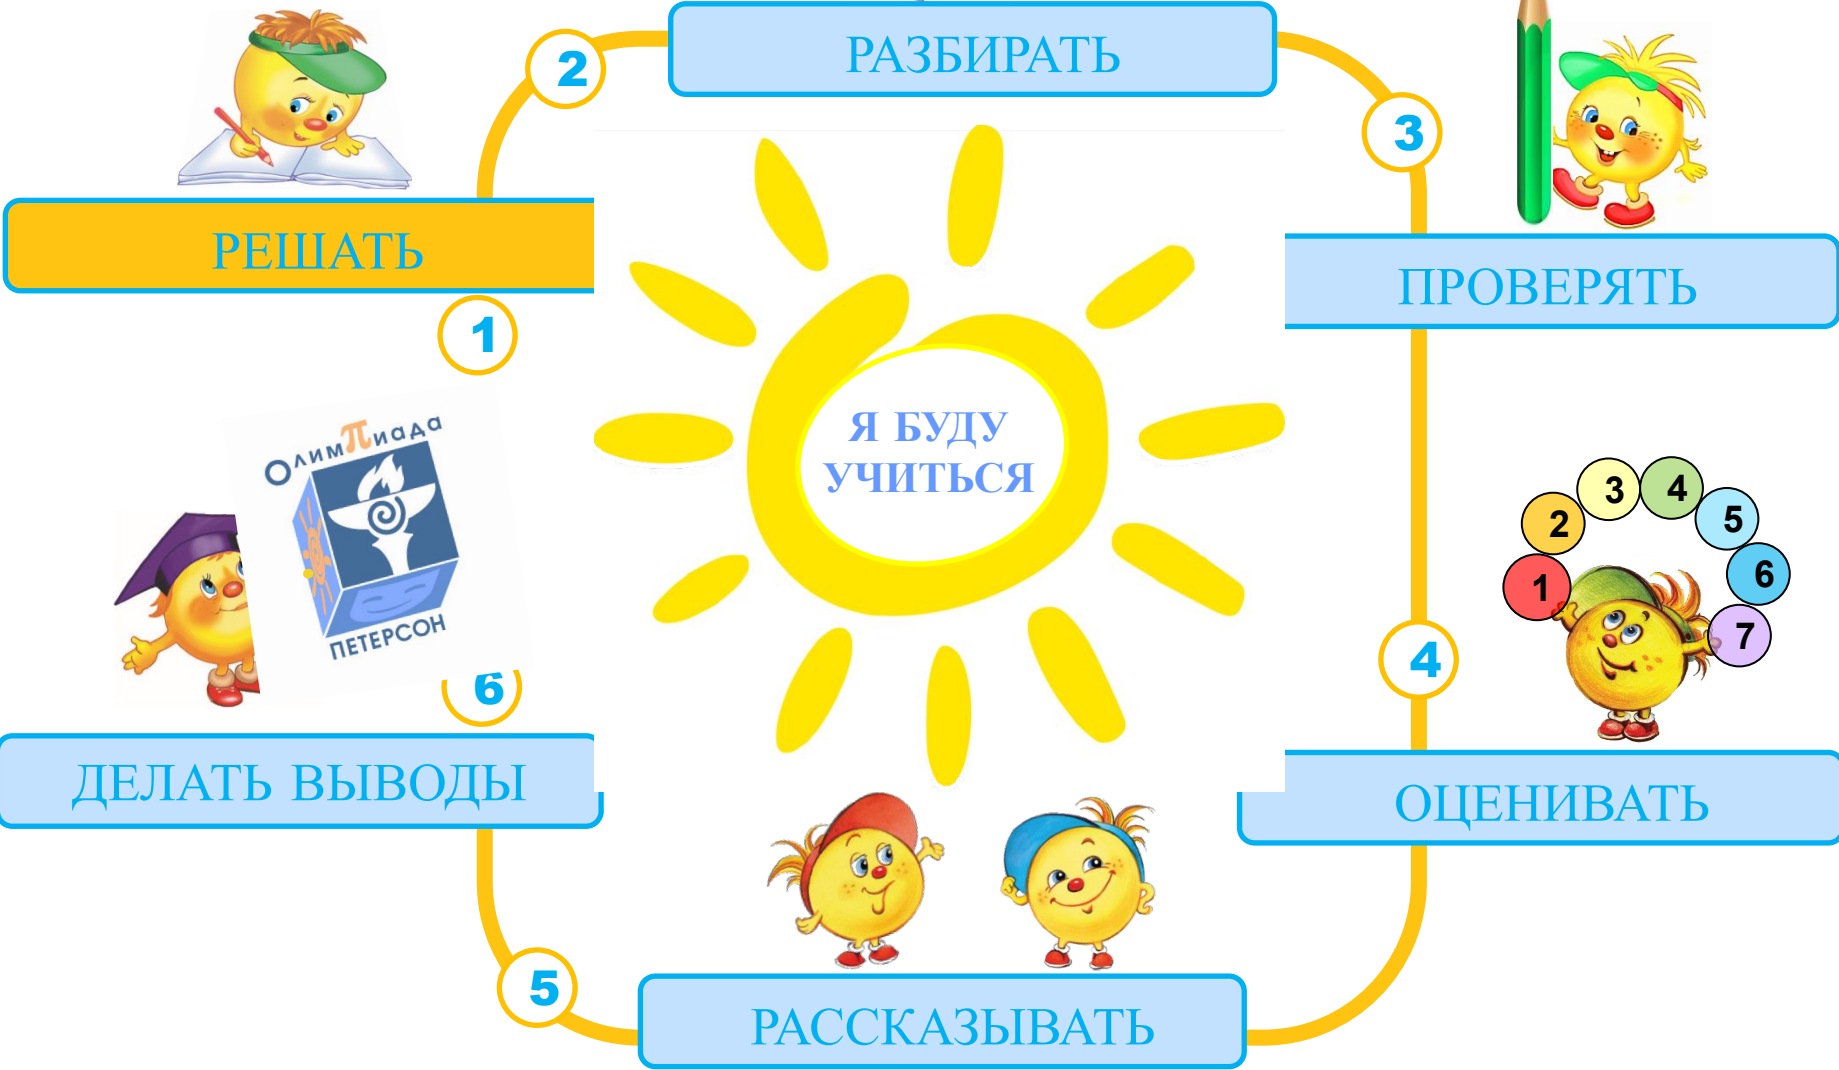 2
РАЗБИРАТЬ
3
РЕШАТЬ
ПРОВЕРЯТЬ
1
Я БУДУ
УЧИТЬСЯ
ОлимПиада
ПЕТЕРСОН
1
2
3
4
5
6
7
4
6
ДЕЛАТЬ ВЫВОДЫ
ОЦЕНИВАТЬ
5
РАССКАЗЫВАТЬ